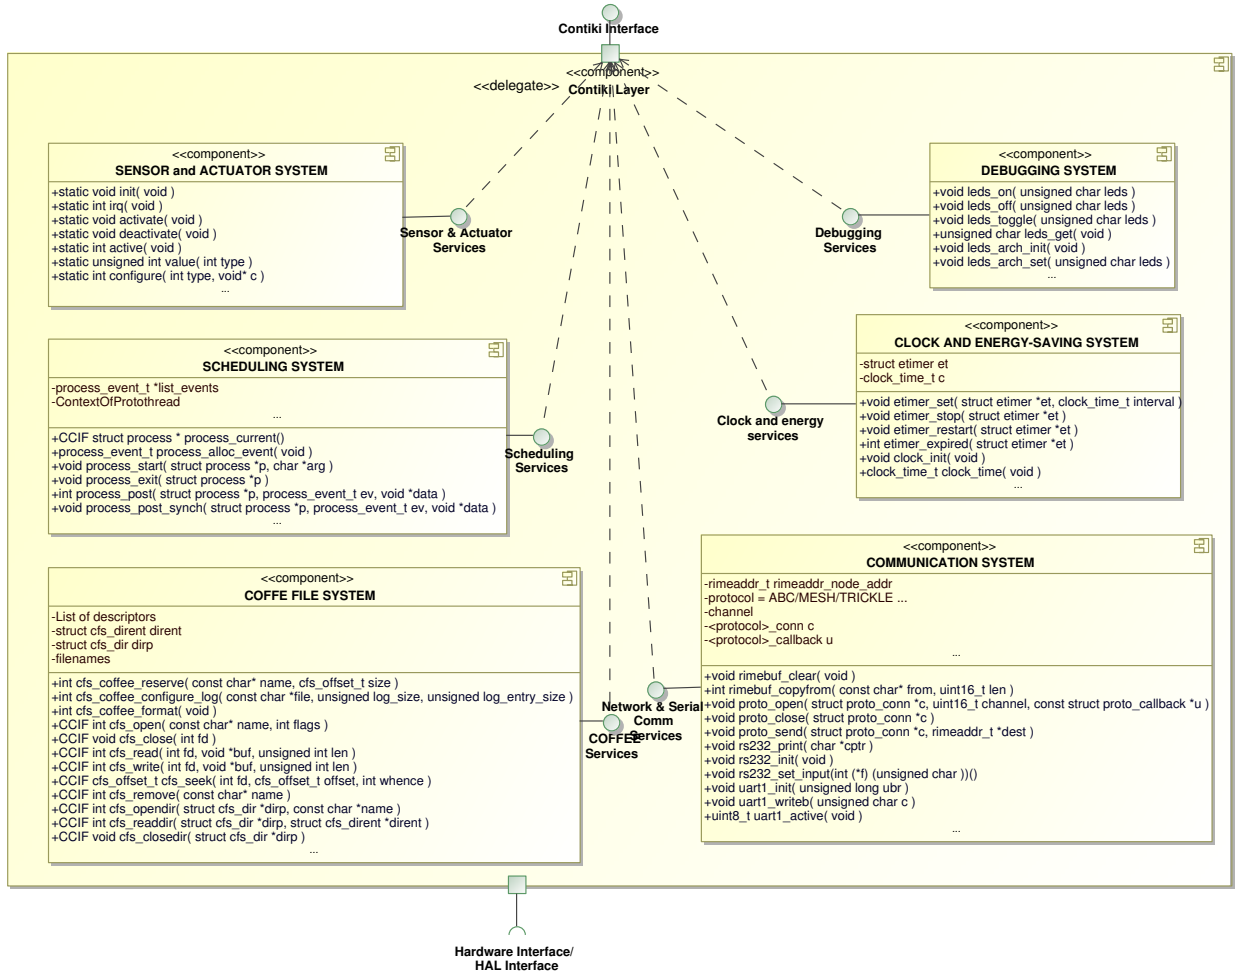 Contiki Interface
<<component>>
Contiki Layer
<<delegate>>
<<component>>
SENSOR and ACTUATOR SYSTEM
+static void init( void )
+static int irq( void )
+static void activate( void )
+static void deactivate( void )
+static int active( void )
+static unsigned int value( int type )
+static int configure( int type, void* c )
...
Sensor & Actuator
Services
<<component>>
DEBUGGING SYSTEM
+void leds_on( unsigned char leds )
+void leds_off( unsigned char leds )
+void leds_toggle( unsigned char leds )
+unsigned char leds_get( void )
+void leds_arch_init( void )
+void leds_arch_set( unsigned char leds )
...
Debugging
Services
<<component>>
SCHEDULING SYSTEM
-process_event_t *list_events
-ContextOfProtothread
...
+CCIF struct process * process_current()
+process_event_t process_alloc_event( void )
+void process_start( struct process *p, char *arg )
+void process_exit( struct process *p )
+int process_post( struct process *p, process_event_t ev, void *data )
+void process_post_synch( struct process *p, process_event_t ev, void *data )
...
Scheduling
Services
<<component>>
CLOCK AND ENERGY-SAVING SYSTEM
-struct etimer et
-clock_time_t c
+void etimer_set( struct etimer *et, clock_time_t interval )
+void etimer_stop( struct etimer *et )
+void etimer_restart( struct etimer *et )
+int etimer_expired( struct etimer *et )
+void clock_init( void )
+clock_time_t clock_time( void )
...
Clock and energy
services
<<component>>
COFFE FILE SYSTEM
-List of descriptors
-struct cfs_dirent dirent
-struct cfs_dir dirp
-filenames
+int cfs_coffee_reserve( const char* name, cfs_offset_t size )
+int cfs_coffee_configure_log( const char *file, unsigned log_size, unsigned log_entry_size )
+int cfs_coffee_format( void )
+CCIF int cfs_open( const char* name, int flags )
+CCIF void cfs_close( int fd )
+CCIF int cfs_read( int fd, void *buf, unsigned int len )
+CCIF int cfs_write( int fd, void *buf, unsigned int len )
+CCIF cfs_offset_t cfs_seek( int fd, cfs_offset_t offset, int whence )
+CCIF int cfs_remove( const char* name )
+CCIF int cfs_opendir( struct cfs_dir *dirp, const char *name )
+CCIF int cfs_readdir( struct cfs_dir *dirp, struct cfs_dirent *dirent )
+CCIF void cfs_closedir( struct cfs_dir *dirp )
...
COFFEE
Services
Network & Serial
Comm
Services
<<component>>
COMMUNICATION SYSTEM
-rimeaddr_t rimeaddr_node_addr
-protocol = ABC/MESH/TRICKLE ...
-channel
-<protocol>_conn c
-<protocol>_callback u
...
+void rimebuf_clear( void )
+int rimebuf_copyfrom( const char* from, uint16_t len )
+void proto_open( struct proto_conn *c, uint16_t channel, const struct proto_callback *u )
+void proto_close( struct proto_conn *c )
+void proto_send( struct proto_conn *c, rimeaddr_t *dest )
+void rs232_print( char *cptr )
+void rs232_init( void )
+void rs232_set_input(int (*f) (unsigned char ))()
+void uart1_init( unsigned long ubr )
+void uart1_writeb( unsigned char c )
+uint8_t uart1_active( void )
...
Hardware Interface/
HAL Interface